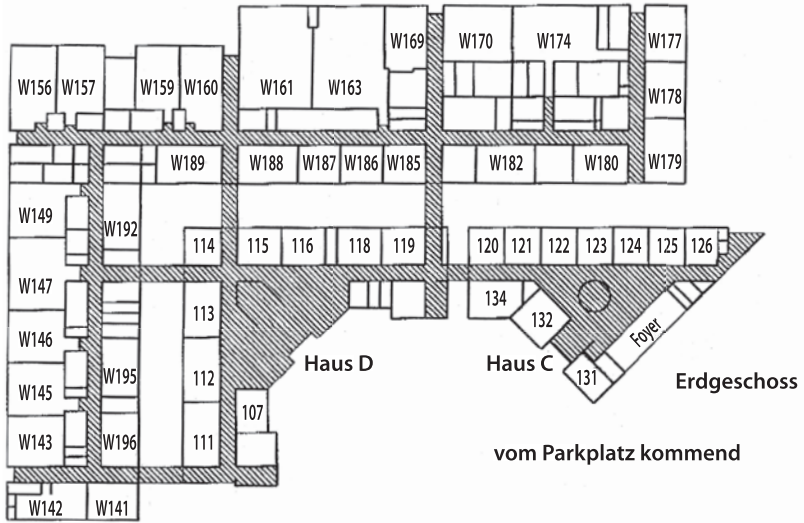 W169 W170 W174 W177
W156 W157 W159 W160 W161 W163 W178
W189 W188 W187 W186 W185 W182 W180 W179
W149 W192 114 115 116 118 119 120 121 122 123 124 125 126
W147 113 134 132 Foyer
W146 Haus D Haus C
W145 W195 112 131 Erdgeschoss
W143 W196 111 107 vom Parkplatz kommend
W142 W141